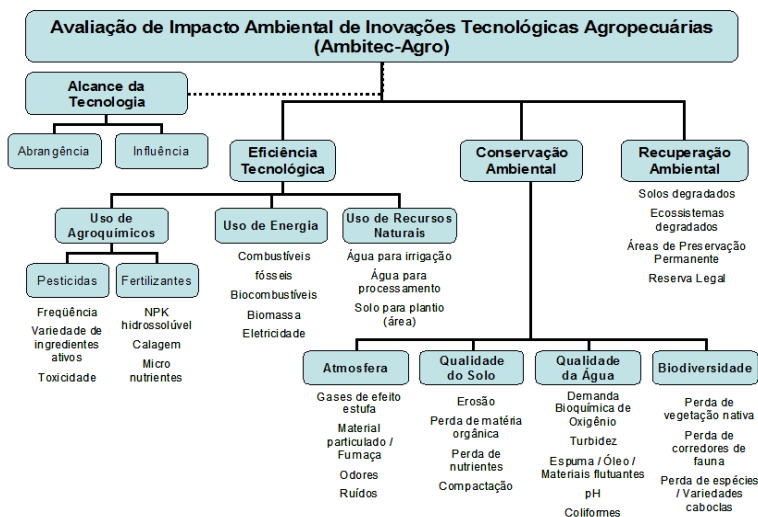 Avaliação de Impacto Ambiental de Inovações Tecnológicas Agropecuárias
(Ambitec-Agro)
Alcance da
Tecnologia
Abrangência
Influência
Eficiência
Tecnológica
Conservação
Ambiental
Recuperação
Ambiental
Solos degradados
Ecossistemas
degradados
Áreas de Preservação
Permanente
Reserva Legal
Uso de
Agroquímicos
Uso de Energia
Uso de Recursos
Naturais
Combustíveis
fósseis
Biocombustíveis
Biomassa
Eletricidade
Água para irrigação
Água para
processamento
Solo para plantio
(área)
Pesticidas
Fertilizantes
Freqüência
Variedade de
ingredientes
ativos
Toxicidade
NPK
hidrossolúvel
Calagem
Micro
nutrientes
Atmosfera
Qualidade
do Solo
Qualidade
da Água
Biodiversidade
Gases de efeito
estufa
Material
particulado /
Fumaça
Odores
Ruídos
Erosão
Perda de matéria
orgânica
Perda de
nutrientes
Compactação
Demanda
Bioquímica de
Oxigênio
Turbidez
Espuma / Óleo /
Materiais flutuantes
pH
Coliformes
Perda de
vegetação nativa
Perda de
corredores de
fauna
Perda de espécies
/ Variedades
caboclas